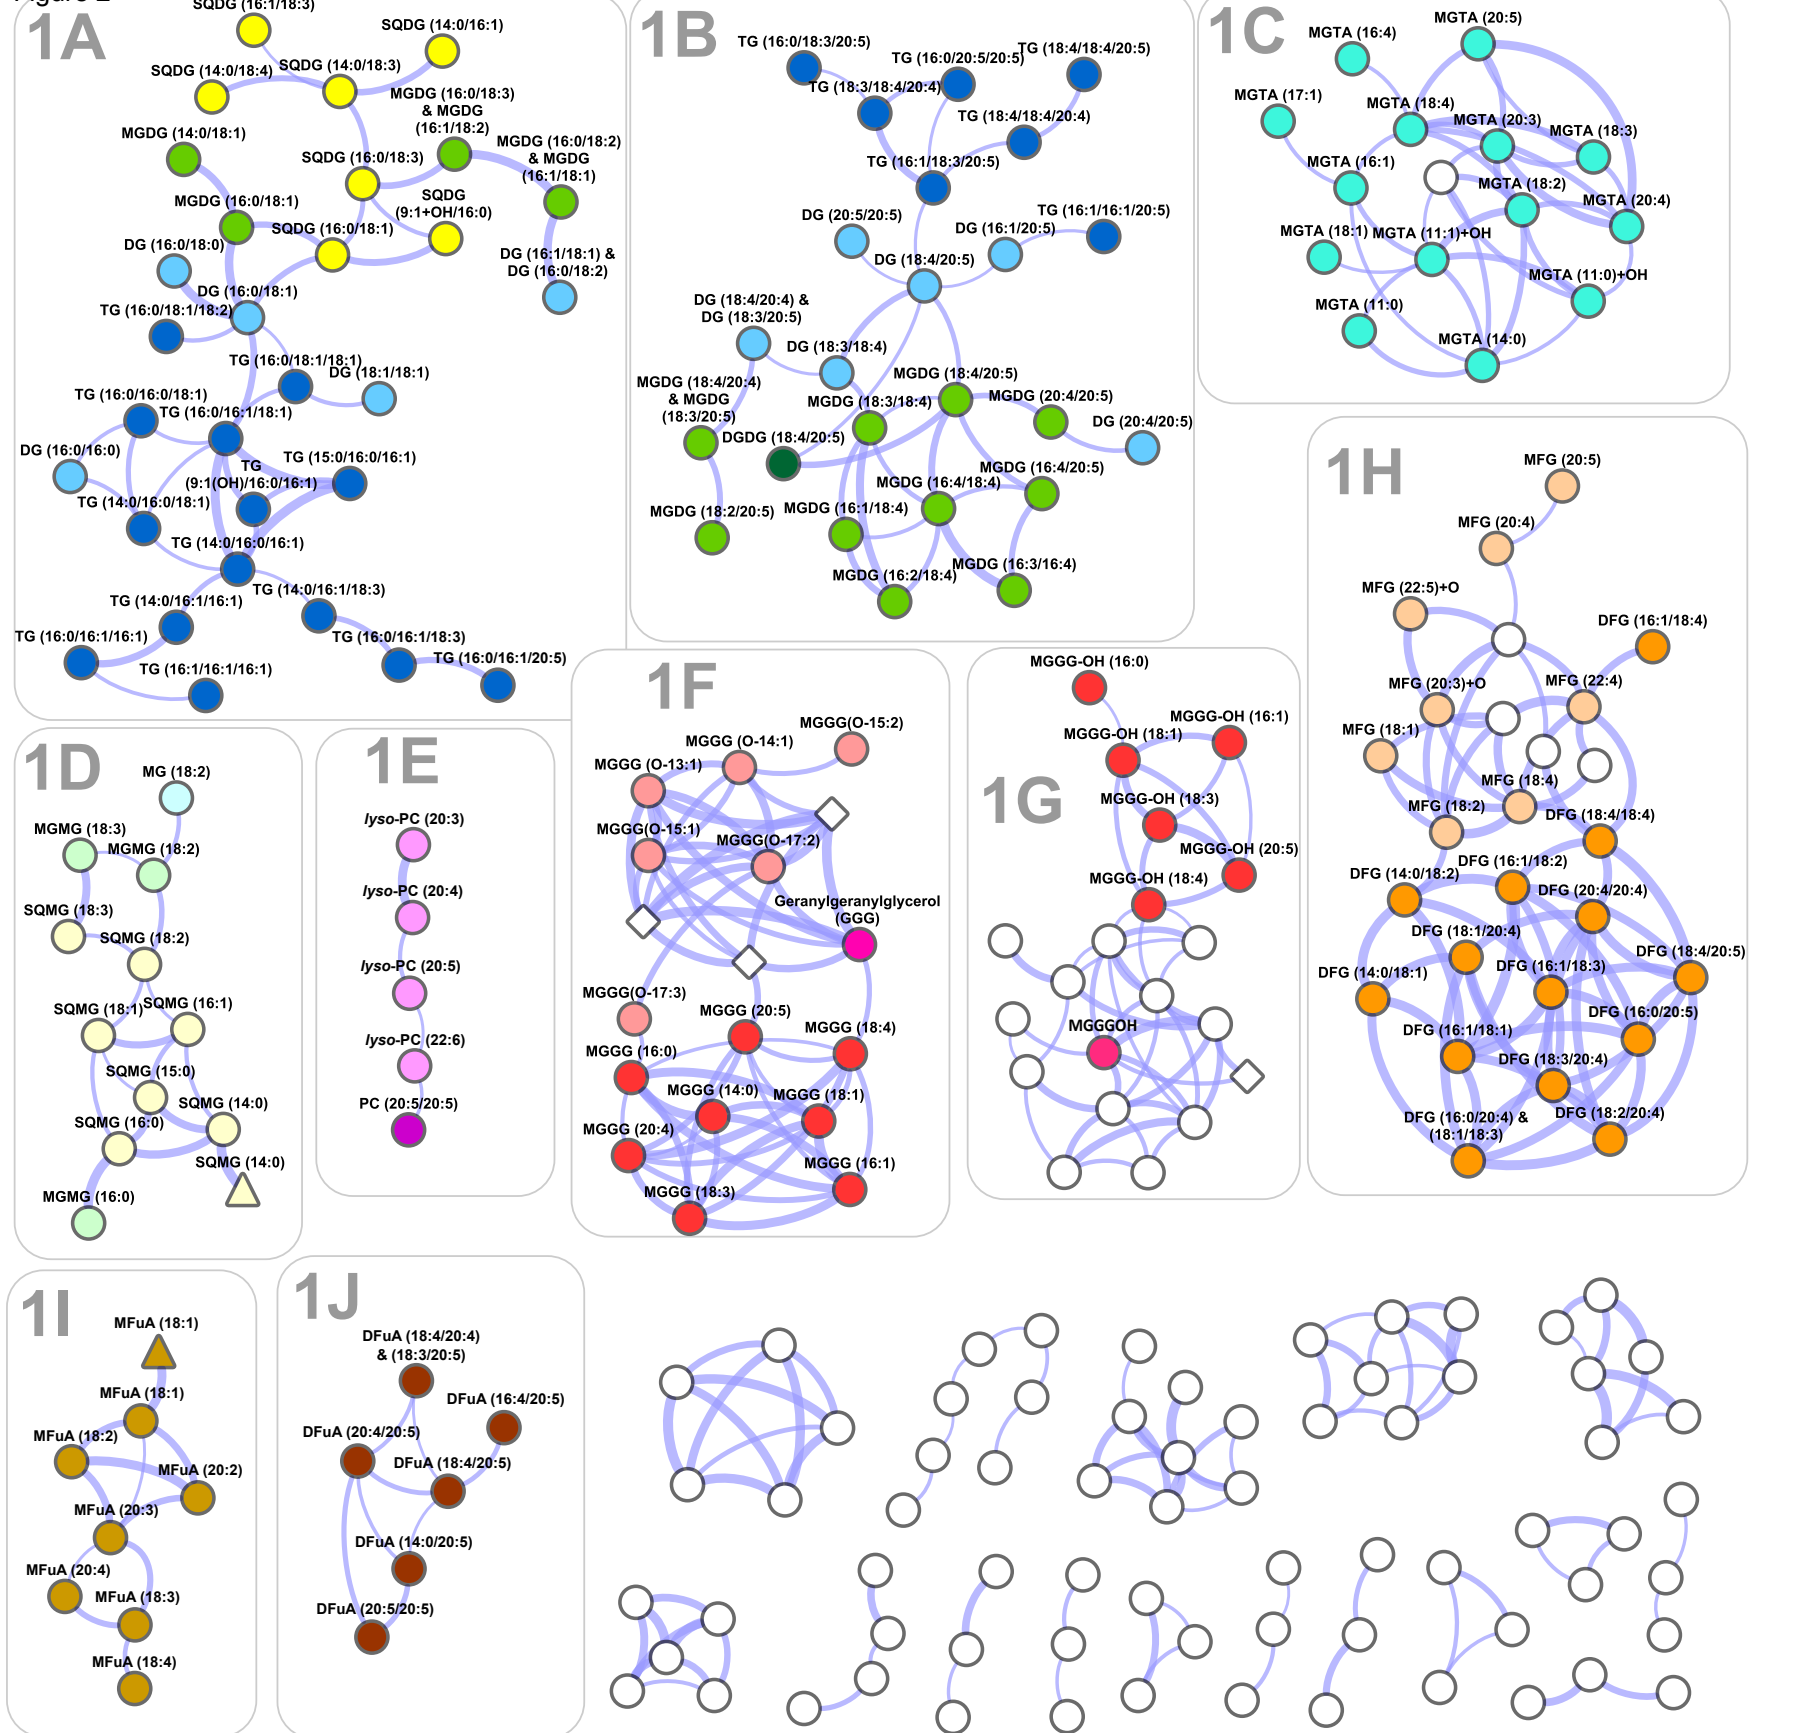 1A
SQDG (16:1/18:3)
SQDG (14:0/16:1)
SQDG (14:0/18:4)
SQDG (14:0/18:3)
MGDG (16:0/18:3)
& MGDG
(16:1/18:2)
MGDG (14:0/18:1)
MGDG (16:0/18:2)
& MGDG
(16:1/18:1)
SQDG (16:0/18:3)
MGDG (16:0/18:1)
SQDG
(9:1+OH/16:0)
SQDG (16:0/18:1)
DG (16:0/18:0)
DG (16:1/18:1) &
DG (16:0/18:2)
DG (16:0/18:1)
TG (16:0/18:1/18:2)
TG (16:0/18:1/18:1)
DG (18:1/18:1)
TG (16:0/16:0/18:1)
TG (16:0/16:1/18:1)
DG (16:0/16:0)
TG
(9:1(OH)/16:0/16:1)
TG (15:0/16:0/16:1)
TG (14:0/16:0/18:1)
TG (14:0/16:0/16:1)
TG (14:0/16:1/18:3)
TG (14:0/16:1/16:1)
TG (16:0/16:1/16:1)
TG (16:0/16:1/18:3)
TG (16:0/16:1/20:5)
TG (16:1/16:1/16:1)
1B
TG (16:0/18:3/20:5)
TG (16:0/20:5/20:5)
TG (18:4/18:4/20:5)
TG (18:3/18:4/20:4)
TG (18:4/18:4/20:4)
TG (16:1/18:3/20:5)
DG (20:5/20:5)
DG (16:1/20:5)
TG (16:1/16:1/20:5)
DG (18:4/20:5)
DG (18:4/20:4) &
DG (18:3/20:5)
DG (18:3/18:4)
MGDG (18:4/20:4)
& MGDG
(18:3/20:5)
MGDG (18:4/20:5)
MGDG (18:3/18:4)
MGDG (20:4/20:5)
DG (20:4/20:5)
DGDG (18:4/20:5)
MGDG (16:4/20:5)
MGDG (16:4/18:4)
MGDG (18:2/20:5)
MGDG (16:1/18:4)
MGDG (16:2/18:4)
MGDG (16:3/16:4)
1C
MGTA (20:5)
MGTA (16:4)
MGTA (17:1)
MGTA (18:4)
MGTA (20:3)
MGTA (18:3)
MGTA (16:1)
MGTA (18:2)
MGTA (20:4)
MGTA (18:1)
MGTA (11:1)+OH
MGTA (11:0)+OH
MGTA (11:0)
MGTA (14:0)
1D
MG (18:2)
MGMG (18:3)
MGMG (18:2)
SQMG (18:3)
SQMG (18:2)
SQMG (18:1)
SQMG (16:1)
SQMG (15:0)
SQMG (14:0)
SQMG (16:0)
SQMG (14:0)
MGMG (16:0)
1E
lyso-PC (20:3)
lyso-PC (20:4)
lyso-PC (20:5)
lyso-PC (22:6)
PC (20:5/20:5)
1F
MGGG(O-15:2)
MGGG (O-14:1)
MGGG (O-13:1)
MGGG(O-15:1)
MGGG(O-17:2)
Geranylgeranylglycerol
(GGG)
MGGG(O-17:3)
MGGG (20:5)
MGGG (18:4)
MGGG (16:0)
MGGG (14:0)
MGGG (18:1)
MGGG (20:4)
MGGG (16:1)
MGGG (18:3)
1G
MGGG-OH (16:0)
MGGG-OH (16:1)
MGGG-OH (18:1)
MGGG-OH (18:3)
MGGG-OH (20:5)
MGGG-OH (18:4)
MGGGOH
1H
MFG (20:5)
MFG (20:4)
MFG (22:5)+O
DFG (16:1/18:4)
MFG (20:3)+O
MFG (22:4)
MFG (18:1)
MFG (18:4)
MFG (18:2)
DFG (18:4/18:4)
DFG (14:0/18:2)
DFG (16:1/18:2)
DFG (20:4/20:4)
DFG (18:1/20:4)
DFG (18:4/20:5)
DFG (14:0/18:1)
DFG (16:1/18:3)
DFG (16:0/20:5)
DFG (16:1/18:1)
DFG (18:3/20:4)
DFG (16:0/20:4) &
(18:1/18:3)
DFG (18:2/20:4)
1I
MFuA (18:1)
MFuA (18:1)
MFuA (18:2)
MFuA (20:2)
MFuA (20:3)
MFuA (20:4)
MFuA (18:3)
MFuA (18:4)
1J
DFuA (18:4/20:4)
& (18:3/20:5)
DFuA (16:4/20:5)
DFuA (20:4/20:5)
DFuA (18:4/20:5)
DFuA (14:0/20:5)
DFuA (20:5/20:5)